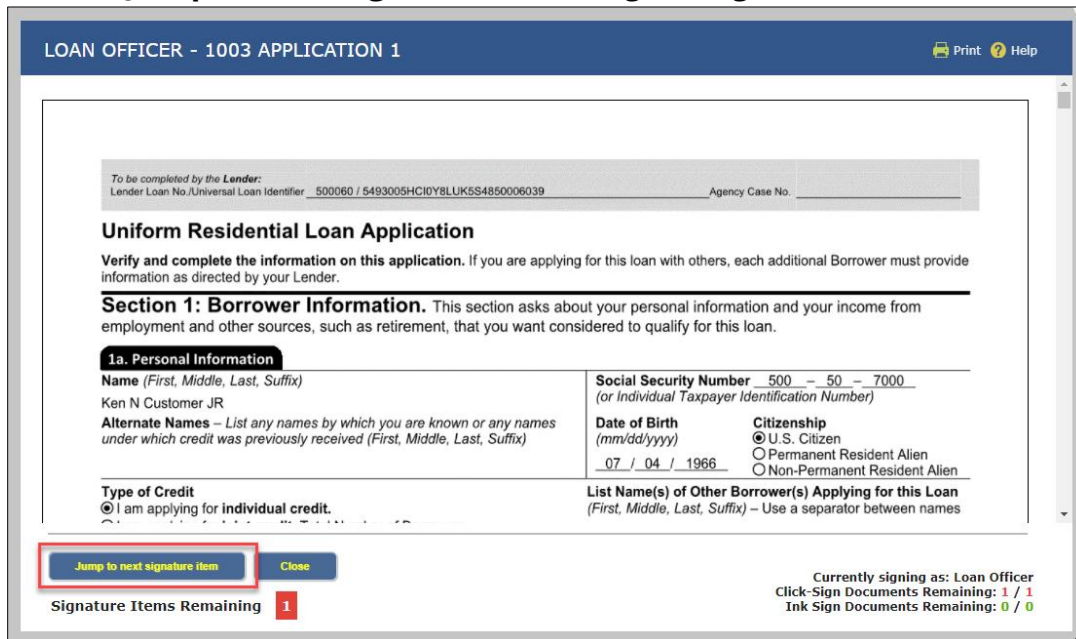 LOAN OFFICER - 1003 APPLICATION 1
Print Help
To be completed by the Lender:
Lender Loan No./Universal Loan Identifier 500060 / 5493005HCI0Y8LUK5S4850006039 Agency Case No.
Uniform Residential Loan Application
Verify and complete the information on this application. If you are applying for this loan with others, each additional Borrower must provide
information as directed by your Lender.
Section 1: Borrower Information. This section asks about your personal information and your income from
employment and other sources, such as retirement, that you want considered to qualify for this loan.
1a. Personal Information
Name (First, Middle, Last, Suffix)
Ken N Customer JR
Alternate Names – List any names by which you are known or any names
under which credit was previously received (First, Middle, Last, Suffix)
Social Security Number 500 – 50 – 7000
(or Individual Taxpayer Identification Number)
Date of Birth
(mm/dd/yyyy)
07 / 04 / 1966
Citizenship
U.S. Citizen
Permanent Resident Alien
Non-Permanent Resident Alien
Type of Credit
I am applying for individual credit.
List Name(s) of Other Borrower(s) Applying for this Loan
(First, Middle, Last, Suffix) – Use a separator between names
Jump to next signature item Close
Signature Items Remaining 1
Currently signing as: Loan Officer
Click-Sign Documents Remaining: 1 / 1
Ink Sign Documents Remaining: 0 / 0